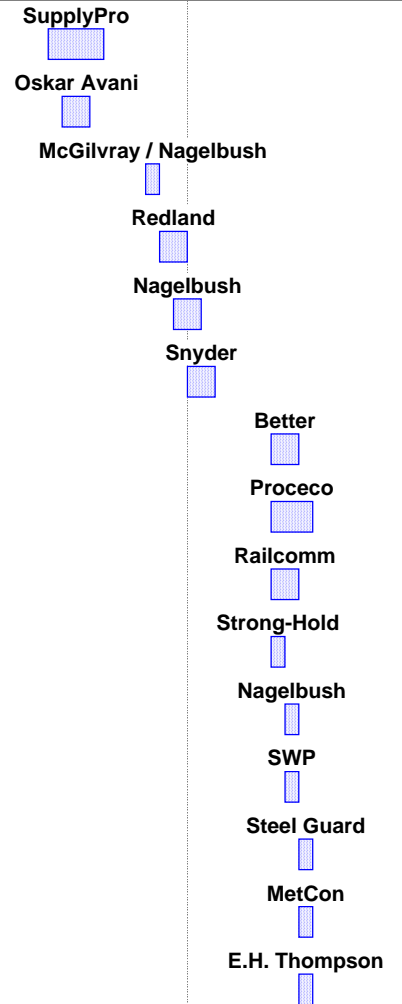 SupplyPro
Oskar Avani
McGilvray / Nagelbush
Redland
Nagelbush
Snyder
Better
Proceco
Railcomm
Strong-Hold
Nagelbush
SWP
Steel Guard
MetCon
E.H. Thompson